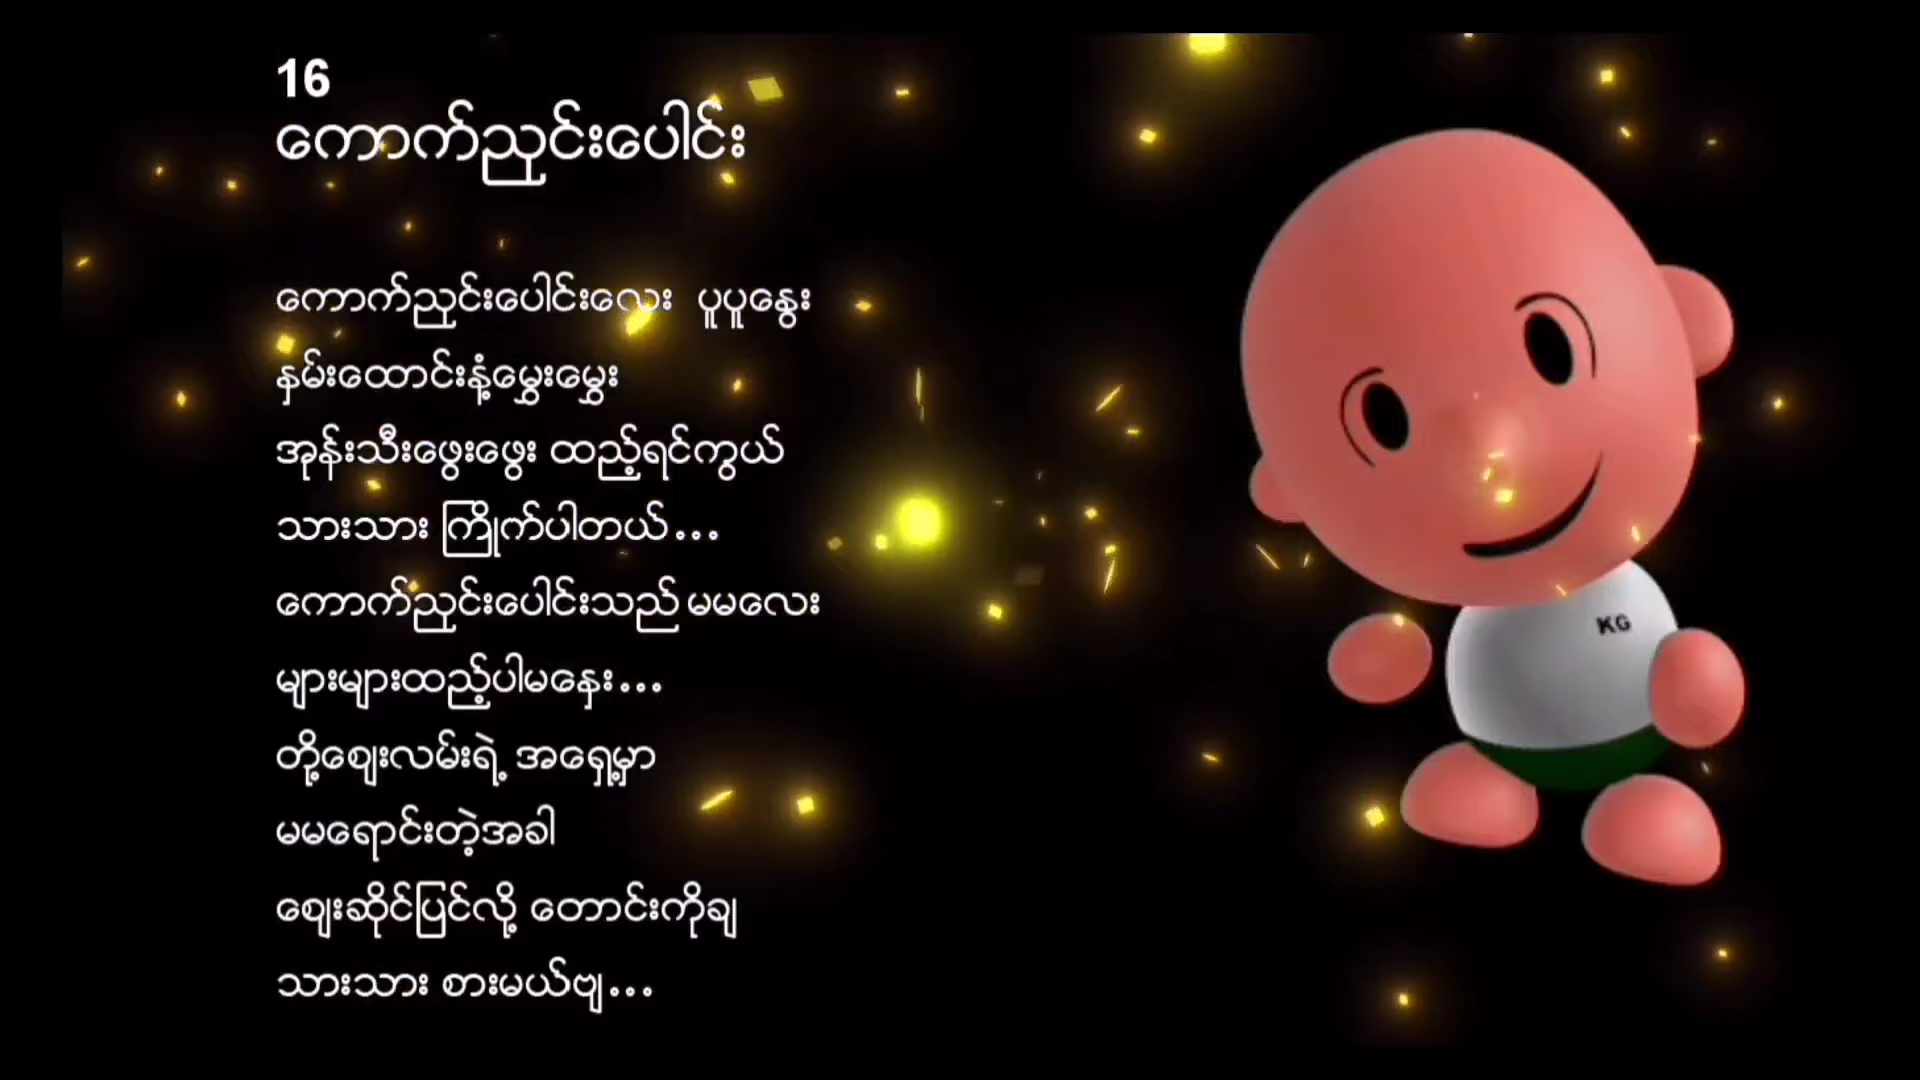 16
ကောက်ညှင်းပေါင်း
ကောက်ညှင်းပေါင်းလေး ပူပူနွေး
နှမ်းထောင်းနံ့မွှေးမွှေး
အုန်းသီးဖွေးဖွေး ထည့်ရင်ကွယ်
သားသား ကြိုက်ပါတယ်...
ကောက်ညှင်းပေါင်းသည် မမလေး
များများထည့်ပါမနှေး...
တို့ဈေးလမ်းရဲ့ အရှေ့မှာ
မမရောင်းတဲ့အခါ
ဈေးဆိုင်ပြင်လို့ တောင်းကိုချ
သားသား စားမယ်ဗျ...
KG